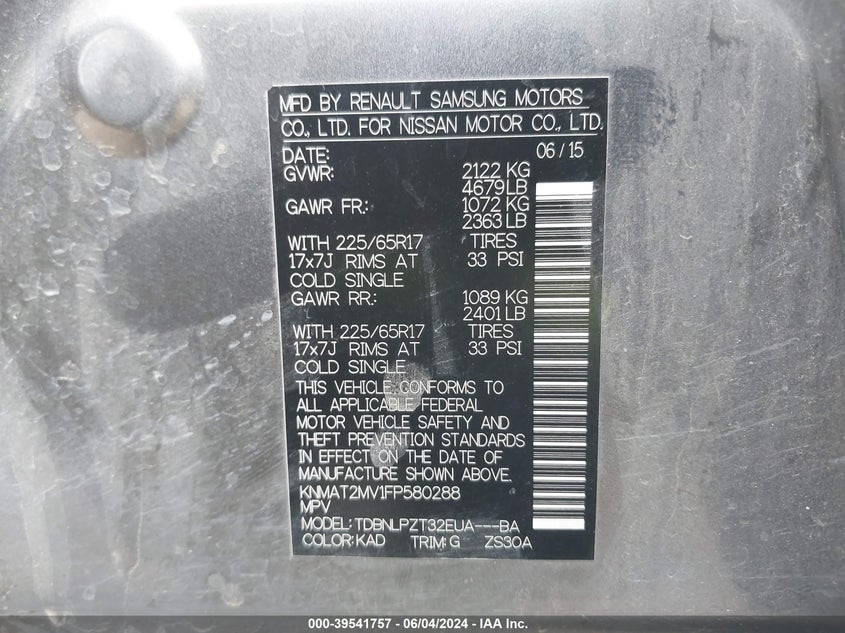 MFD BY RENAULT SAMSUNG MOTORS
CO., LTD. FOR NISSAN MOTOR CO., LTD.
DATE: 06/15
GVWR: 2122 KG
4679 LB
GAWR FR.: 1072 KG
2363 LB
WITH 225/65R17 TIRES
17x7J RIMS AT 33 PSI
COLD SINGLE
GAWR RR.: 1089 KG
2401 LB
WITH 225/65R17 TIRES
17x7J RIMS AT 33 PSI
COLD SINGLE
THIS VEHICLE CONFORMS TO
ALL APPLICABLE FEDERAL
MOTOR VEHICLE SAFETY AND
THEFT PREVENTION STANDARDS
IN EFFECT ON THE DATE OF
MANUFACTURE SHOWN ABOVE.
KNMAT2MV1FP580288
MPV
MODEL: TDBNLPZT32EUA---BA
COLOR: KAD TRIM: G ZS30A
000-39541757 - 06/04/2024 - IAA Inc.